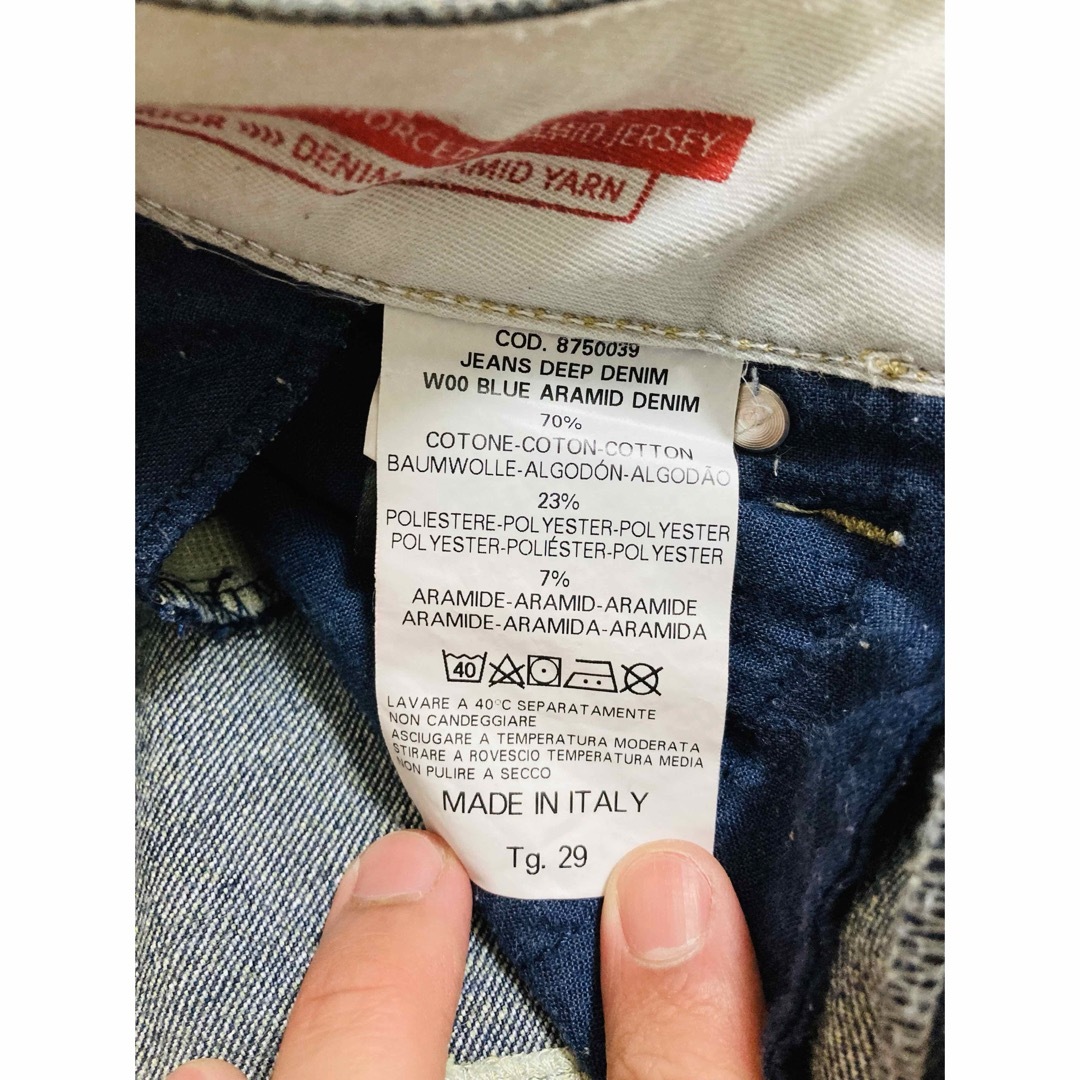 JERSEY
DENIM
YARN
COD. 8750039
JEANS DEEP DENIM
W00 BLUE ARAMID DENIM
70%
COTONE-COTON-COTTON
BAUMWOLLE-ALGODÓN-ALGODÃO
23%
POLIESTERE-POLYESTER-POLYESTER
POLYESTER-POLIÉSTER-POLYESTER
7%
ARAMIDE-ARAMID-ARAMIDE
ARAMIDE-ARAMIDA-ARAMIDA
40
LAVARE A 40°C SEPARATAMENTE
NON CANDEGGIARE
ASCIUGARE A TEMPERATURA MODERATA
STIRARE A ROVESCIO TEMPERATURA MEDIA
NON PULIRE A SECCO
MADE IN ITALY
Tg. 29